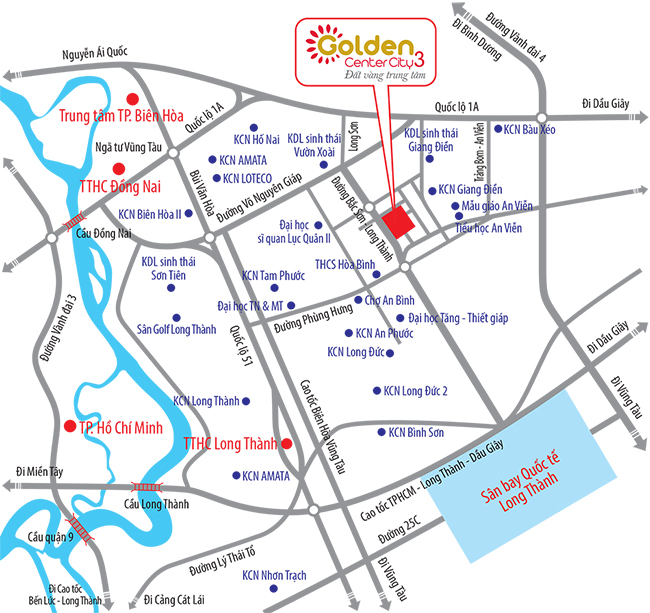 Golden
Center City 3
Đất vàng trung tâm
Đường Vành đai 4
Đi Bình Dương
Nguyễn Ái Quốc
Trung tâm TP. Biên Hòa
Quốc lộ 1A
Quốc lộ 1A
Đi Dầu Giây
Ngã tư Vũng Tàu
KCN Hố Nai
Long Sơn
KDL sinh thái
Vườn Xoài
KDL sinh thái
Giang Điền
KCN Bàu Xéo
Trảng Bom - An Viễn
TTHC Đồng Nai
KCN AMATA
KCN LOTECO
Bùi Văn Hòa
Đường Võ Nguyên Giáp
Đường Bắc Sơn - Long Thành
KCN Giang Điền
Mẫu giáo An Viễn
Tiểu học An Viễn
KCN Biên Hòa II
Cầu Đồng Nai
Đại học
sĩ quan Lục Quân II
KDL sinh thái
Sơn Tiên
KCN Tam Phước
THCS Hòa Bình
Đường Vành đai 3
Sân Golf Long Thành
Đại học TN & MT
Chợ An Bình
Đường Phùng Hưng
Đại học Tăng - Thiết giáp
KCN An Phước
Quốc lộ 51
KCN Long Đức
Đi Dầu Giây
KCN Long Thành
Cao tốc Biên Hòa Vũng Tàu
KCN Long Đức 2
Đi Vũng Tàu
TP. Hồ Chí Minh
TTHC Long Thành
KCN Bình Sơn
Đi Miền Tây
KCN AMATA
Cao tốc TPHCM - Long Thành - Dầu Giây
Sân bay Quốc tế
Long Thành
Cầu Long Thành
Cầu quận 9
Đường 25C
Đường Lý Thái Tổ
Đi Vũng Tàu
KCN Nhơn Trạch
Đi Cao tốc
Bến Lức - Long Thành
Đi Cảng Cát Lái